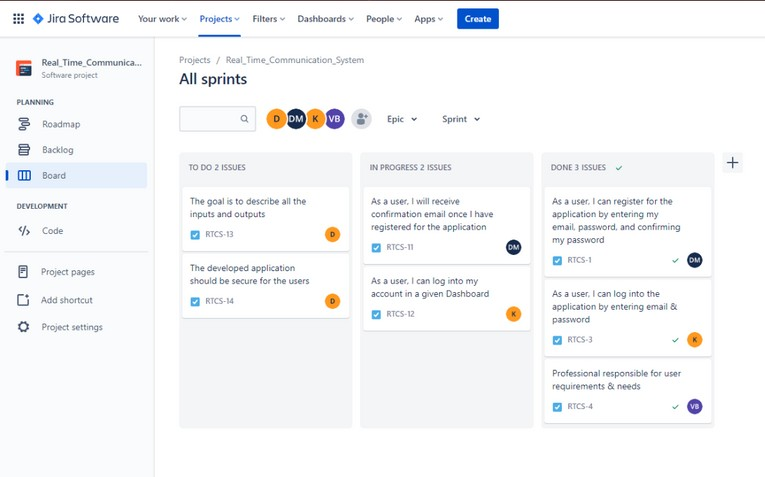 Jira Software
Your work
Projects
Filters
Dashboards
People
Apps
Create
Real_Time_Communica...
Software project
PLANNING
Roadmap
Backlog
Board
DEVELOPMENT
Code
Project pages
Add shortcut
Project settings
Projects / Real_Time_Communication_System
All sprints
D DM K VB
Epic
Sprint
TO DO 2 ISSUES
The goal is to describe all the
inputs and outputs
RTCS-13
D
The developed application
should be secure for the users
RTCS-14
D
IN PROGRESS 2 ISSUES
As a user, I will receive
confirmation email once I have
registered for the application
RTCS-11
DM
As a user, I can log into my
account in a given Dashboard
RTCS-12
K
DONE 3 ISSUES
As a user, I can register for the
application by entering my
email, password, and confirming
my password
RTCS-1
DM
As a user, I can log into the
application by entering email &
password
RTCS-3
K
Professional responsible for user
requirements & needs
RTCS-4
VB